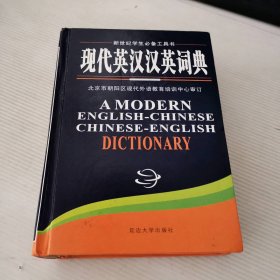 新世纪学生必备工具书
现代英汉汉英词典
北京市朝阳区现代外语教育培训中心审订
A MODERN
ENGLISH-CHINESE
CHINESE-ENGLISH
DICTIONARY
延边大学出版社